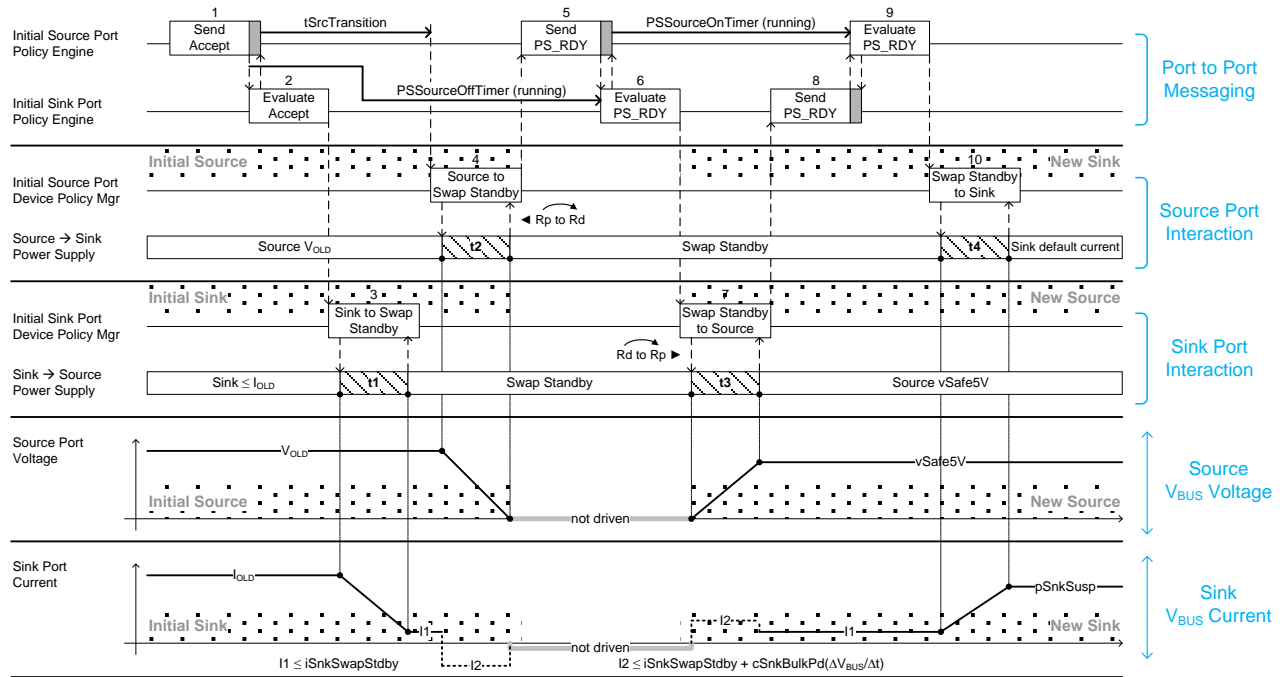 1
5
9
Initial Source Port
Policy Engine
Send
Accept
tSrcTransition
Send
PS_RDY
PSSourceOnTimer (running)
Evaluate
PS_RDY
Port to Port
Messaging
2
6
8
Initial Sink Port
Policy Engine
Evaluate
Accept
PSSourceOffTimer (running)
Evaluate
PS_RDY
Send
PS_RDY
Initial Source
4
10
New Sink
Initial Source Port
Device Policy Mgr
Source to
Swap Standby
Swap Standby
to Sink
◄ Rp to Rd
Source Port
Interaction
Source → Sink
Power Supply
Source VOLD
t2
Swap Standby
t4
Sink default current
Initial Sink
3
7
New Source
Initial Sink Port
Device Policy Mgr
Sink to Swap
Standby
Swap Standby
to Source
Rd to Rp ►
Sink Port
Interaction
Sink → Source
Power Supply
Sink ≤ IOLD
t1
Swap Standby
t3
Source vSafe5V
Source Port
Voltage
VOLD
vSafe5V
Initial Source
New Source
not driven
Source
VBUS Voltage
Sink Port
Current
IOLD
pSnkSusp
Initial Sink
I1
I2
I2
I1
New Sink
not driven
I1 ≤ iSnkSwapStdby
I2 ≤ iSnkSwapStdby + cSnkBulkPd(ΔVBUS/Δt)
Sink
VBUS Current